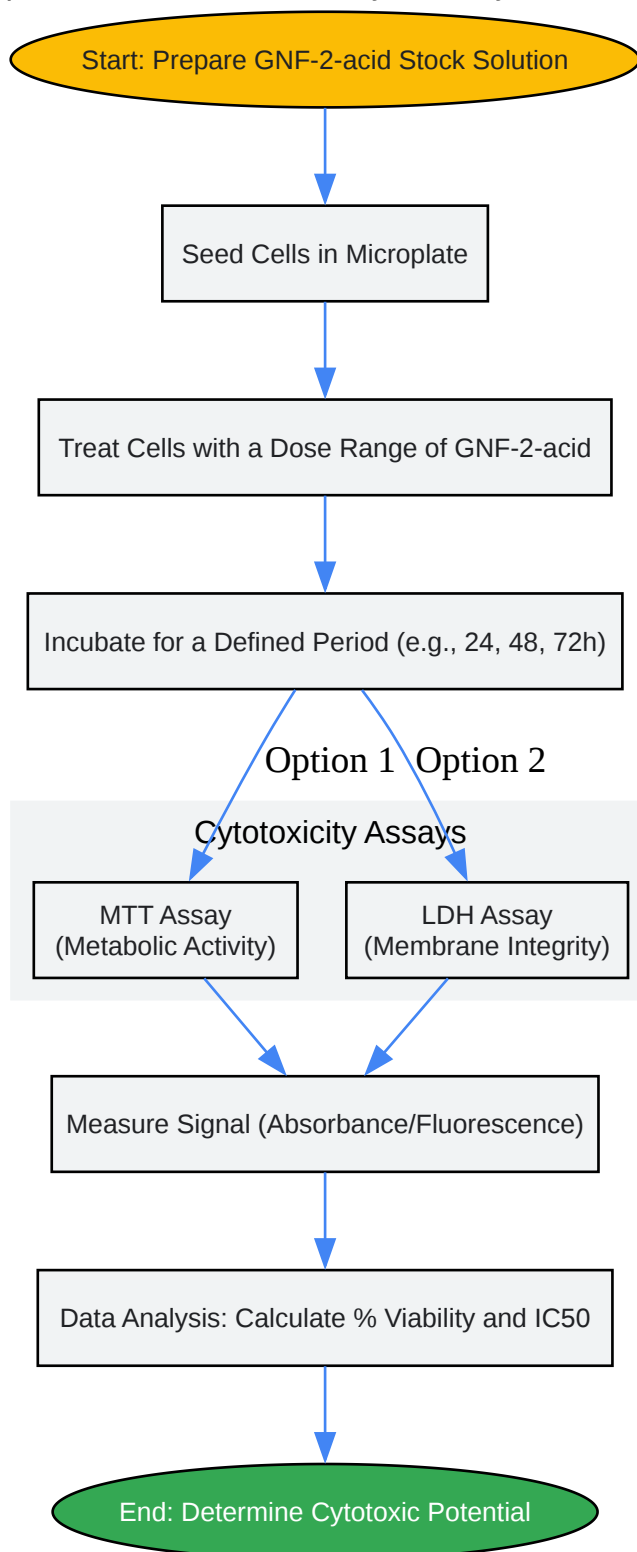 Start: Prepare GNF-2-acid Stock Solution
Seed Cells in Microplate
Treat Cells with a Dose Range of GNF-2-acid
Incubate for a Defined Period (e.g., 24, 48, 72h)
Option 1
Option 2
Cytotoxicity Assays
MTT Assay
(Metabolic Activity)
LDH Assay
(Membrane Integrity)
Measure Signal (Absorbance/Fluorescence)
Data Analysis: Calculate % Viability and IC50
End: Determine Cytotoxic Potential